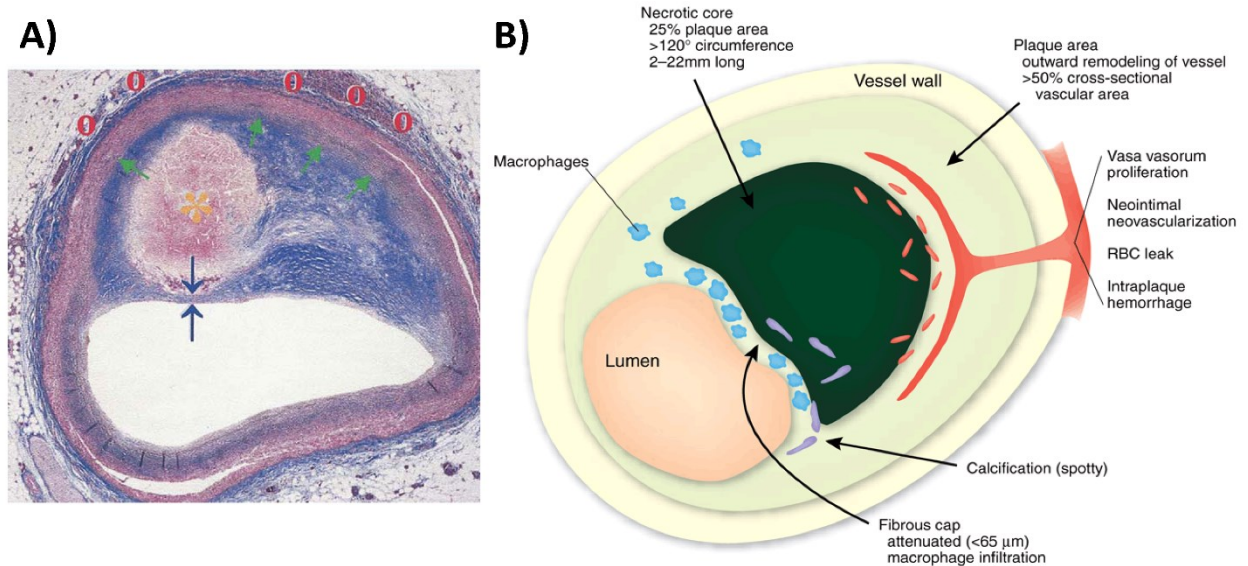 A)
B)
Necrotic core
25% plaque area
>120° circumference
2–22mm long
Plaque area
outward remodeling of vessel
>50% cross-sectional
vascular area
Vessel wall
Macrophages
Vasa vasorum
proliferation
Neointimal
neovascularization
RBC leak
Intraplaque
hemorrhage
Lumen
Calcification (spotty)
Fibrous cap
attenuated (<65 μm)
macrophage infiltration